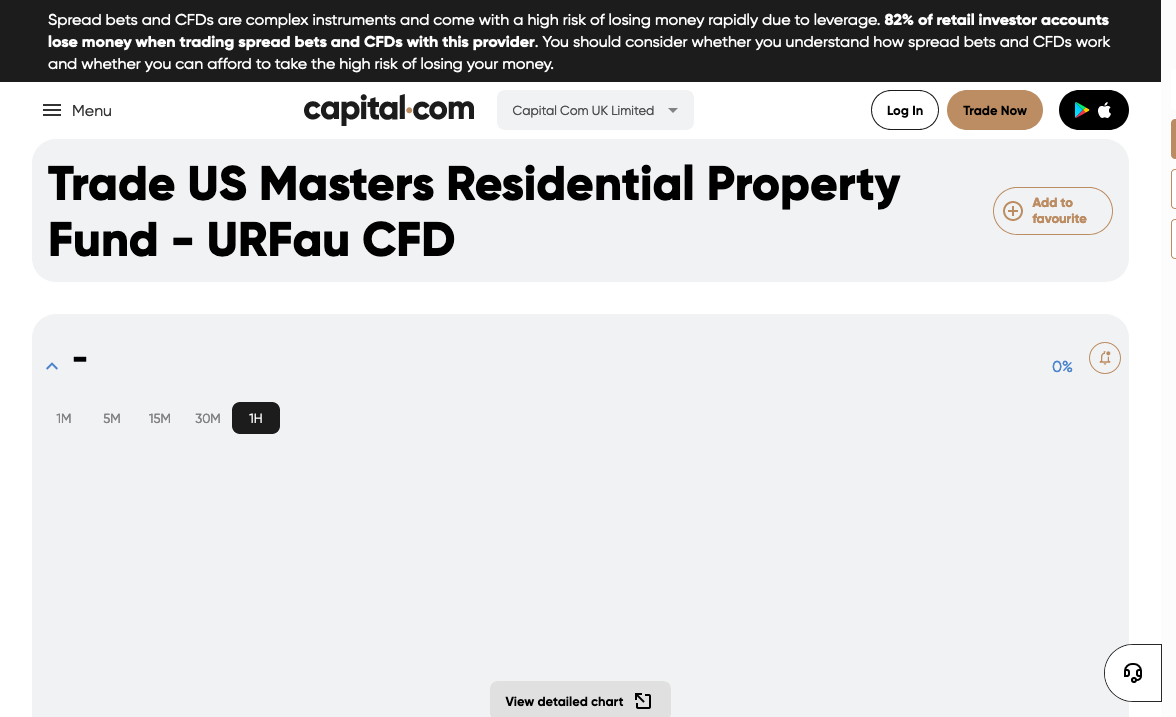 Spread bets and CFDs are complex instruments and come with a high risk of losing money rapidly due to leverage. 82% of retail investor accounts
lose money when trading spread bets and CFDs with this provider. You should consider whether you understand how spread bets and CFDs work
and whether you can afford to take the high risk of losing your money.
Menu
capital.com
Capital Com UK Limited
Log In
Trade Now
Trade US Masters Residential Property
Fund - URFau CFD
Add to
favourite
-
0%
1M 5M 15M 30M 1H
View detailed chart